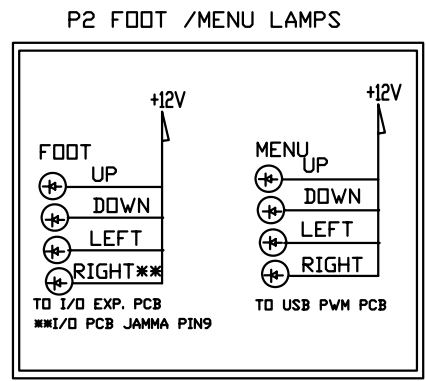 P2 FOOT /MENU LAMPS
+12V
FOOT
UP
DOWN
LEFT
RIGHT**
TO I/O EXP. PCB
**I/O PCB JAMMA PIN9
+12V
MENU
UP
DOWN
LEFT
RIGHT
TO USB PWM PCB